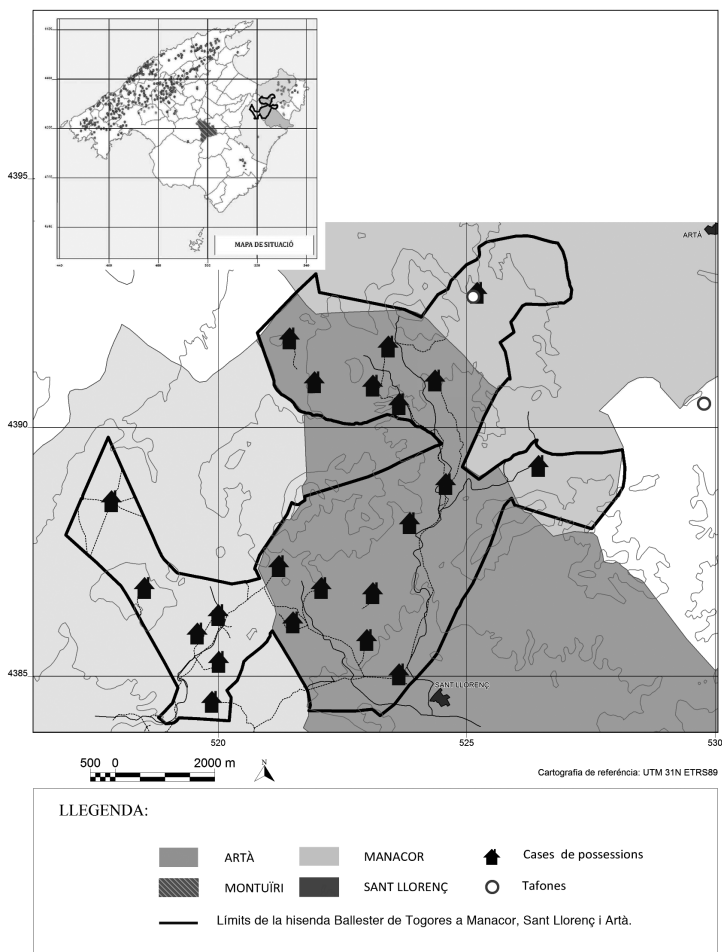 MAPA DE SITUACIÓ
4395
ARTÀ
4390
4385
SANT LLORENÇ
520
525
530
500 0 2000 m
N
Cartografia de referéncia: UTM 31N ETRS89
LLEGENDA:
ARTÀ MANACOR Cases de possessions
MONTUÏRI SANT LLORENÇ Tafones
Límits de la hisenda Ballester de Togores a Manacor, Sant Llorenç i Artà.